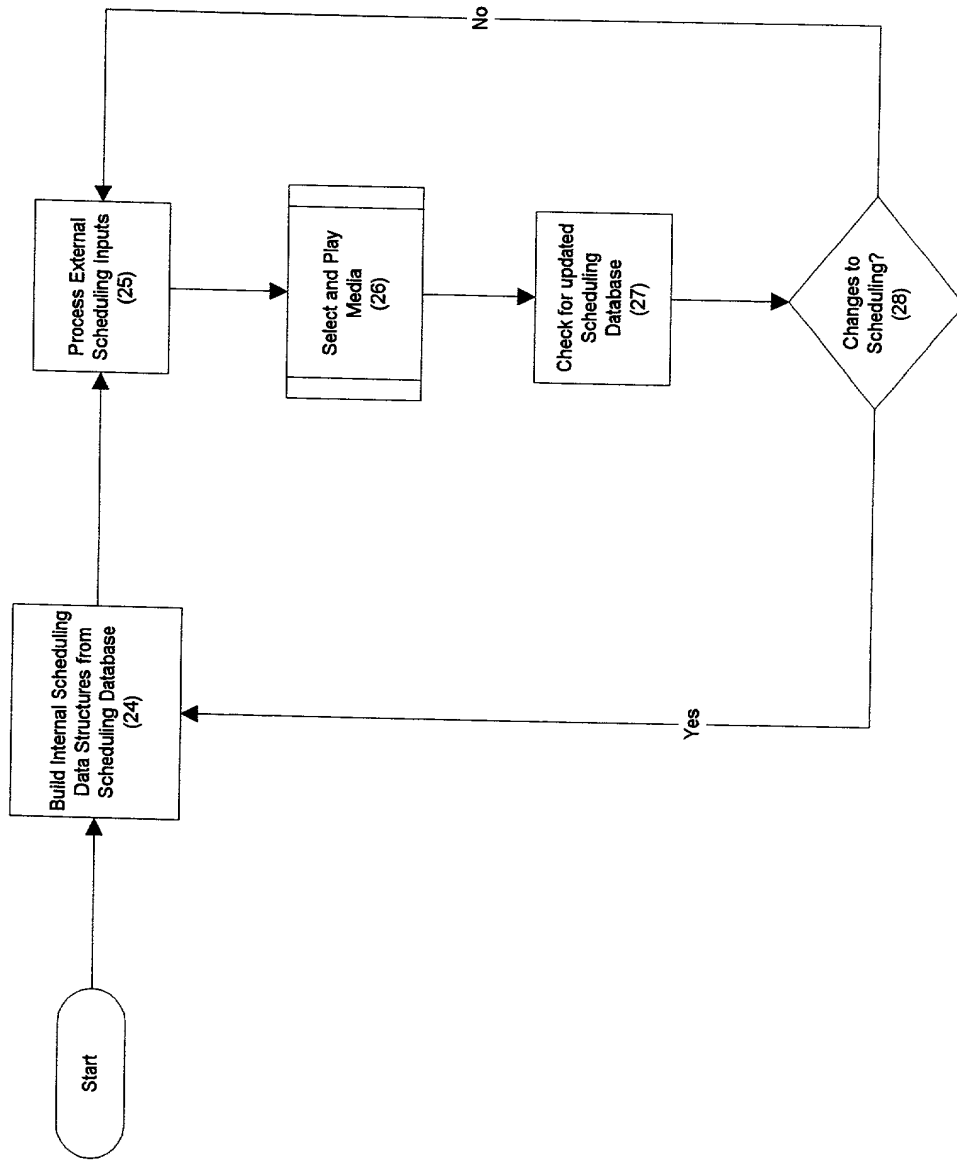 Start
Build Internal Scheduling
Data Structures from
Scheduling Database
(24)
Process External
Scheduling Inputs
(25)
Select and Play
Media
(26)
Check for updated
Scheduling
Database
(27)
Changes to
Scheduling?
(28)
Yes
No